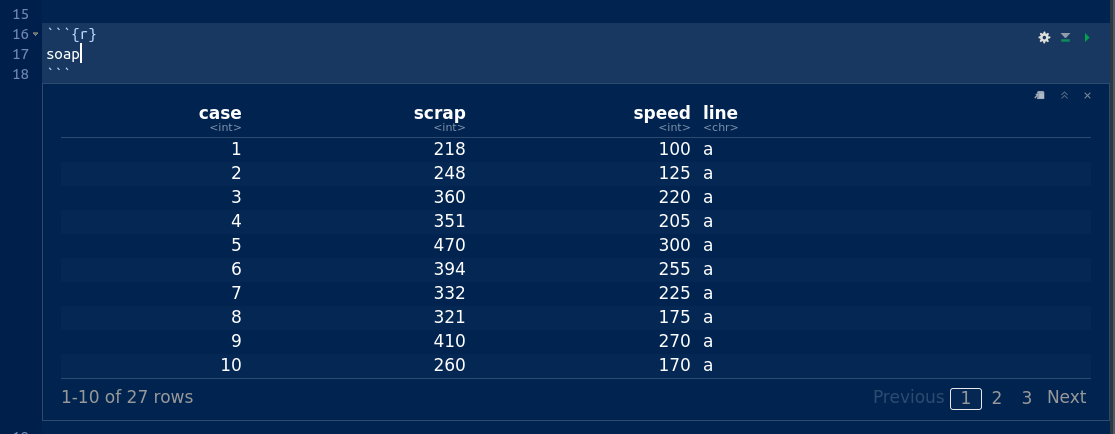 15
16 ```{r}
17 soap
18 ```
case scrap speed line
<int> <int> <int> <chr>
1 218 100 a
2 248 125 a
3 360 220 a
4 351 205 a
5 470 300 a
6 394 255 a
7 332 225 a
8 321 175 a
9 410 270 a
10 260 170 a
1-10 of 27 rows Previous 1 2 3 Next